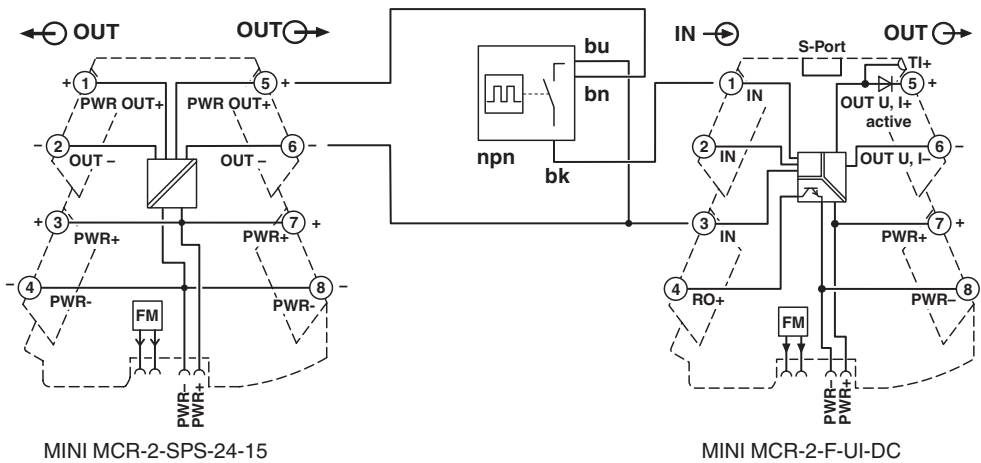 OUT OUT IN OUT
bu
S-Port
TI+
+ 1 5 + 1 5 +
bn
PWR OUT+ PWR OUT+ IN OUT U, I+
active
− 2 6 − 2 6 −
OUT − OUT − npn IN OUT U, I−
bk
+ 3 7 + 3 7 +
PWR+ PWR+ IN PWR+
− 4 8 − 4 8
PWR- PWR- RO+ PWR−
FM FM
PWR− PWR+ PWR− PWR+
MINI MCR-2-SPS-24-15 MINI MCR-2-F-UI-DC